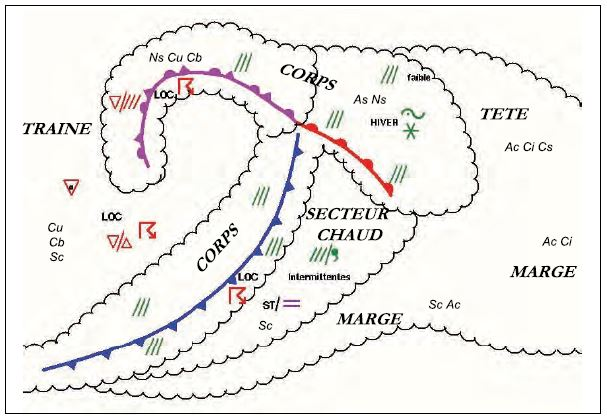 Ns Cu Cb
CORPS
faible
LOC
As Ns
HIVER
TETE
TRAINE
Ac Ci Cs
LOC
SECTEUR
CHAUD
Cu
Cb
Sc
CORPS
Ac Ci
MARGE
LOC
Intermittentes
ST/
Sc Ac
MARGE
Sc